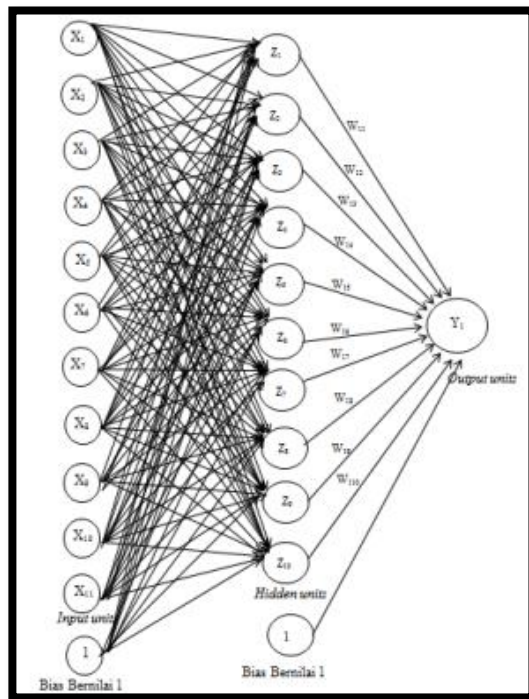 X1
X2
X3
X4
X5
X6
X7
X8
X9
X10
X11
Input unit
1
Bias Bernilai 1
Z1
Z2
Z3
Z4
Z5
Z6
Z7
Z8
Z9
Z10
Hidden units
1
Bias Bernilai 1
W11
W12
W13
W14
W15
W16
W17
W18
W19
W110
Y1
Output units